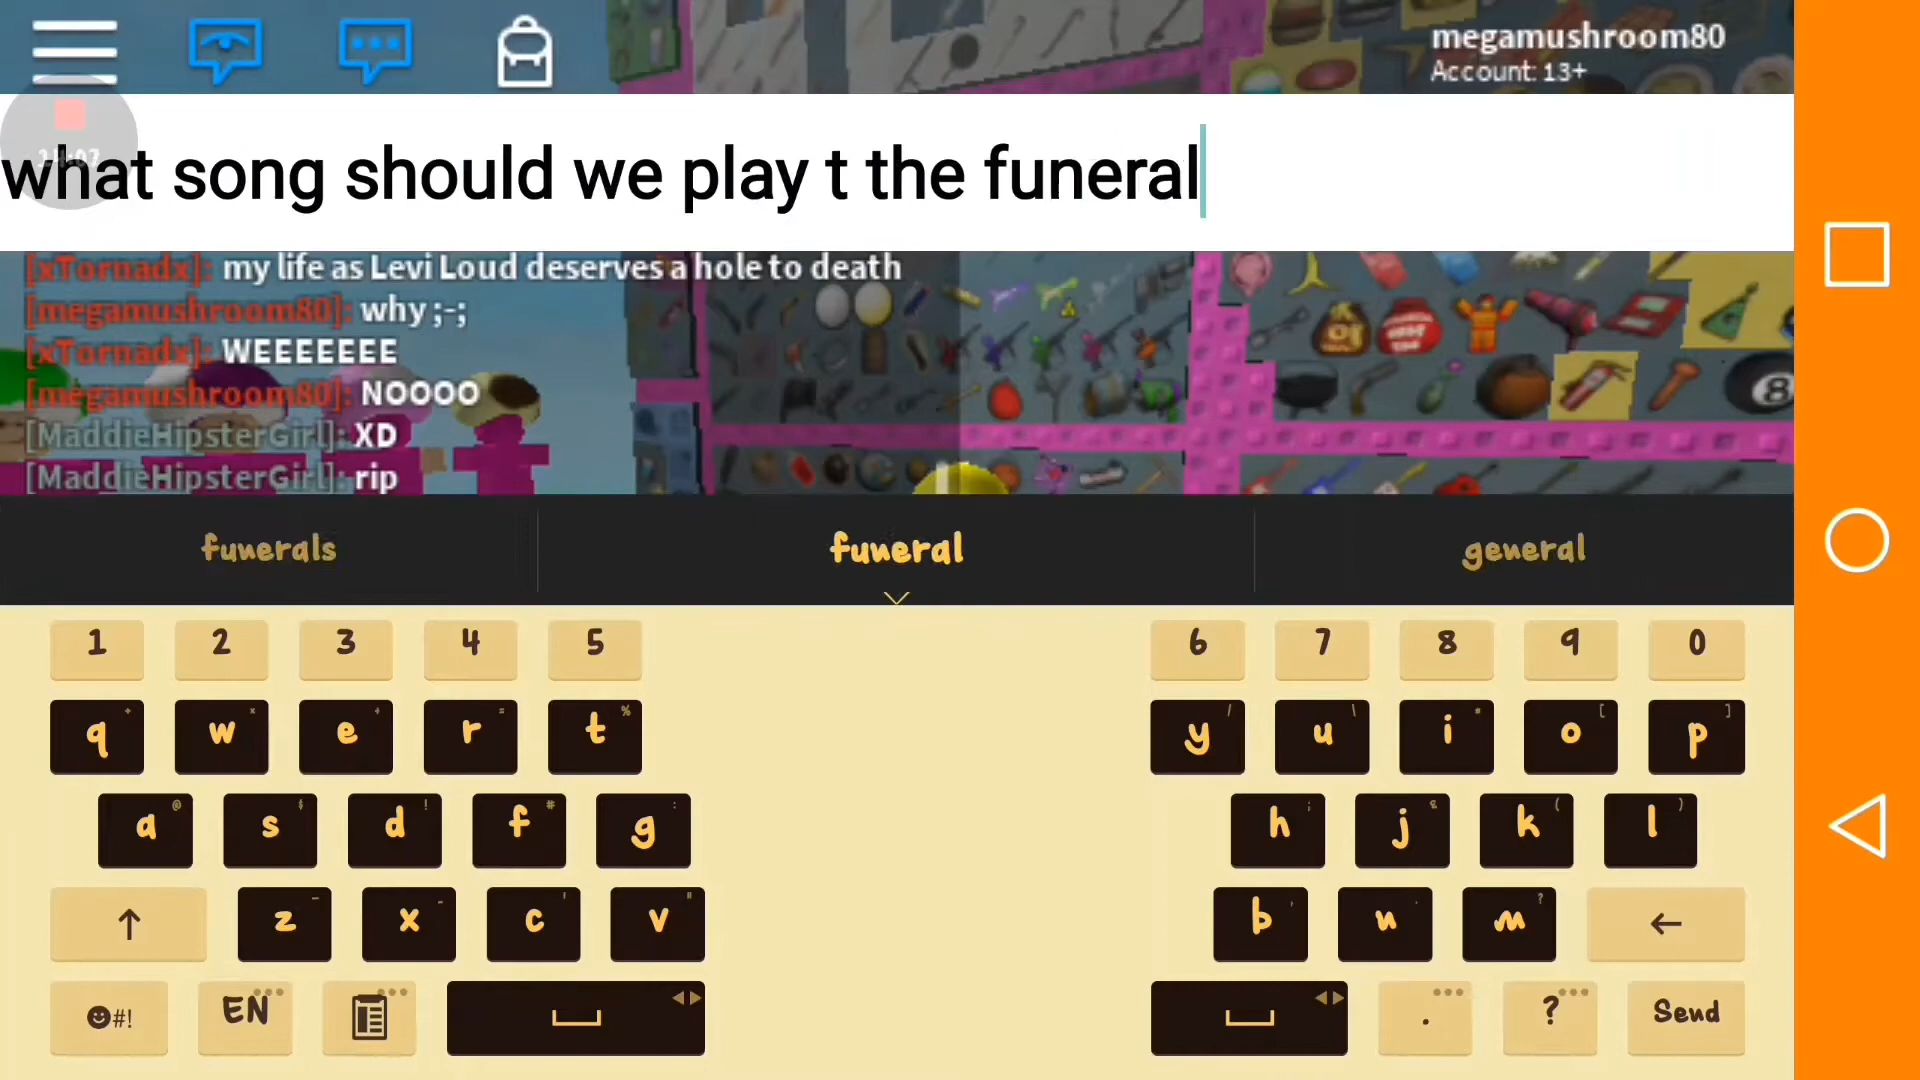 megamushroom80
Account: 13+
what song should we play t the funeral
[xTornadx]: my life as Levi Loud deserves a hole to death
[megamushroom80]: why ;-;
[xTornadx]: WEEEEEEE
[megamushroom80]: NOOOO
[MaddieHipsterGirl]: XD
[MaddieHipsterGirl]: rip
funerals funeral general
1 2 3 4 5 6 7 8 9 0
q w e r t y u i o p
a s d f g h j k l
z x c v b n m
#! EN . ? Send